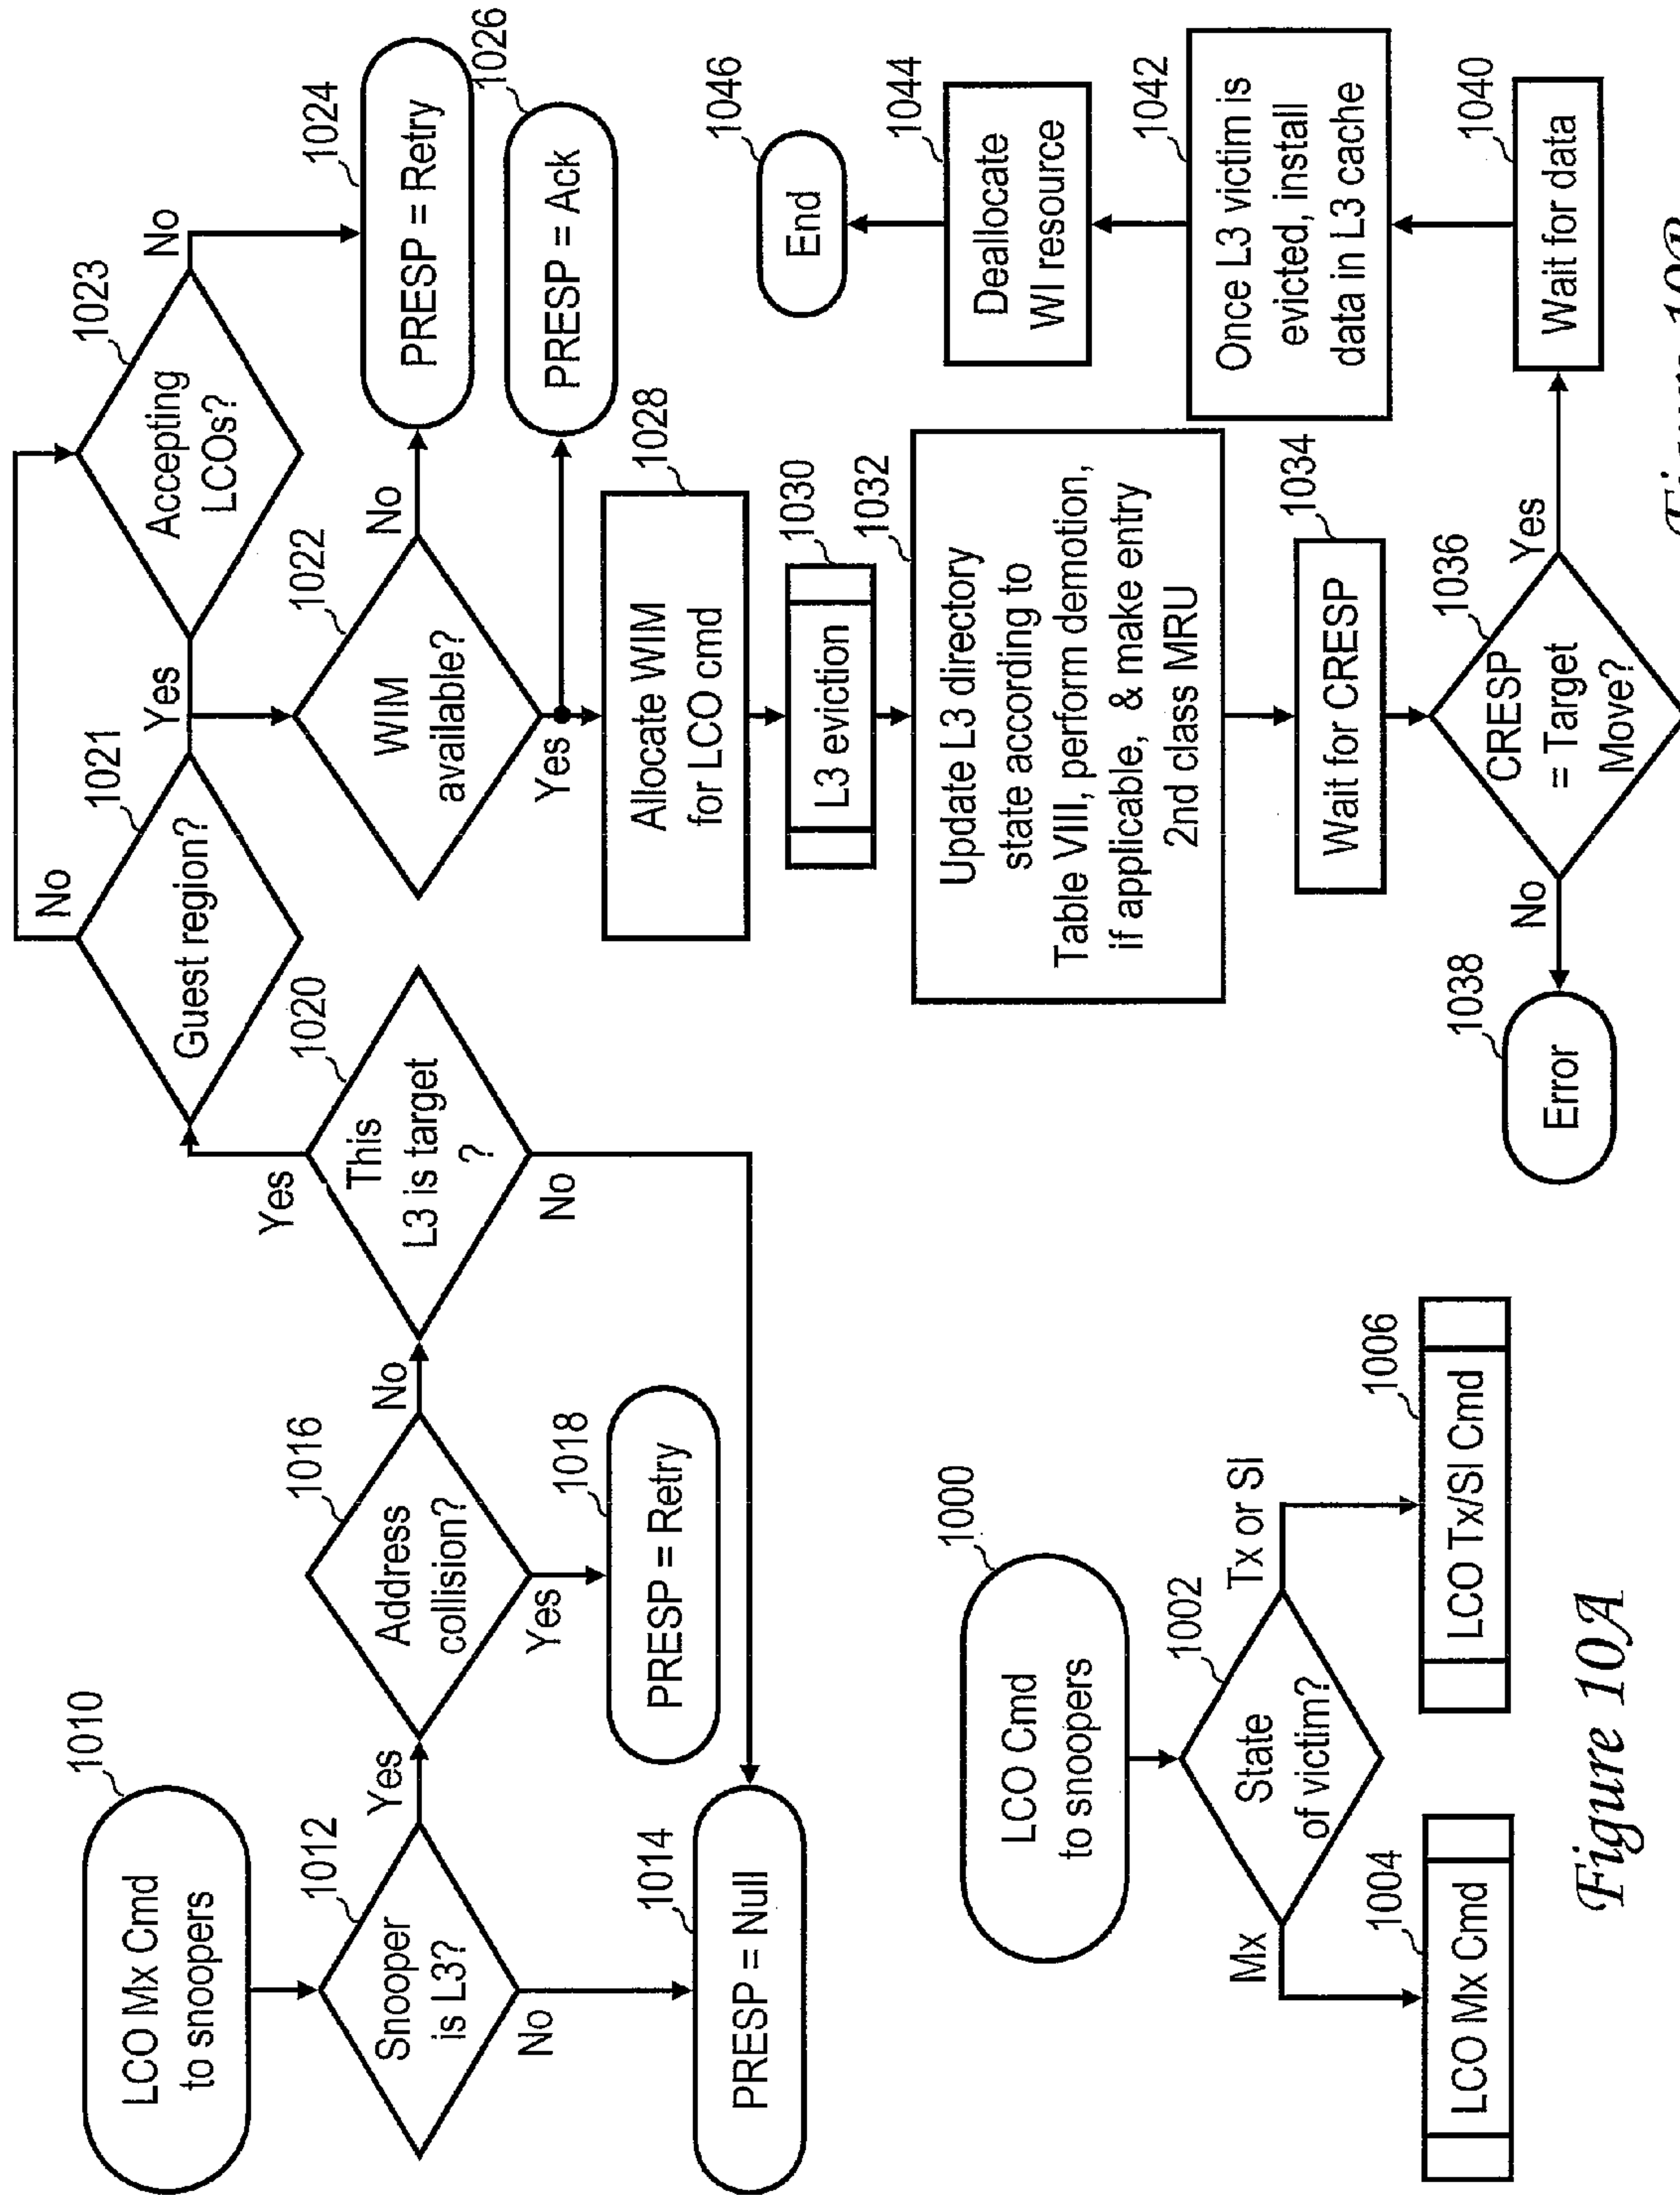 1010
LCO Mx Cmd
to snoopers
1012
Snooper
is L3?
Yes
No
1014
PRESP = Null
1016
Address
collision?
No
Yes
1018
PRESP = Retry
1020
This
L3 is target
?
Yes
No
1021
Guest region?
No
Yes
1023
Accepting
LCOs?
No
1024
PRESP = Retry
1022
WIM
available?
No
Yes
1026
PRESP = Ack
1028
Allocate WIM
for LCO cmd
1030
L3 eviction
1032
Update L3 directory
state according to
Table VIII, perform demotion,
if applicable, & make entry
2nd class MRU
1034
Wait for CRESP
1036
CRESP
= Target
Move?
No
Yes
1038
Error
1040
Wait for data
1042
Once L3 victim is
evicted, install
data in L3 cache
1044
Deallocate
WI resource
1046
End
1000
LCO Cmd
to snoopers
1002
State
of victim?
Mx
Tx or SI
1004
LCO Mx Cmd
1006
LCO Tx/SI Cmd
Figure 10A
Figure 10B